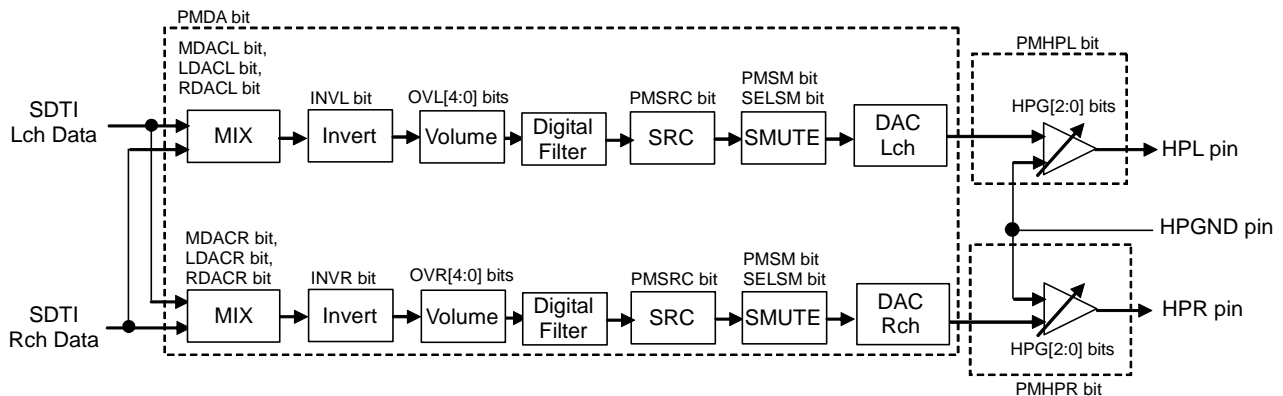 PMDA bit
MDACL bit,
LDACL bit,
RDACL bit
INVL bit
OVL[4:0] bits
PMSRC bit
PMSM bit
SELSM bit
PMHPL bit
HPG[2:0] bits
SDTI
Lch Data
MIX
Invert
Volume
Digital
Filter
SRC
SMUTE
DAC
Lch
HPL pin
HPGND pin
MDACR bit,
LDACR bit,
RDACR bit
INVR bit
OVR[4:0] bits
PMSRC bit
PMSM bit
SELSM bit
SDTI
Rch Data
MIX
Invert
Volume
Digital
Filter
SRC
SMUTE
DAC
Rch
HPR pin
HPG[2:0] bits
PMHPR bit